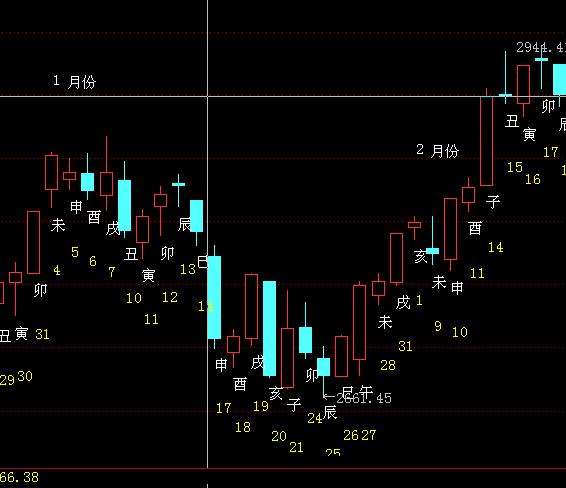 2944.41
1 月份
卯
丑
辰
寅
2 月份
17
15
16
申
酉
未
戌
子
辰
卯
酉
丑
亥
巳
14
5
6
4
7
13
寅
未
申
11
卯
10
12
1
13
戌
11
未
9
10
丑
寅
31
31
申
戌
28
酉
卯
29
30
亥
巳
午
子
←2661.45
辰
17
19
24
18
20
26
27
21
25
66.38